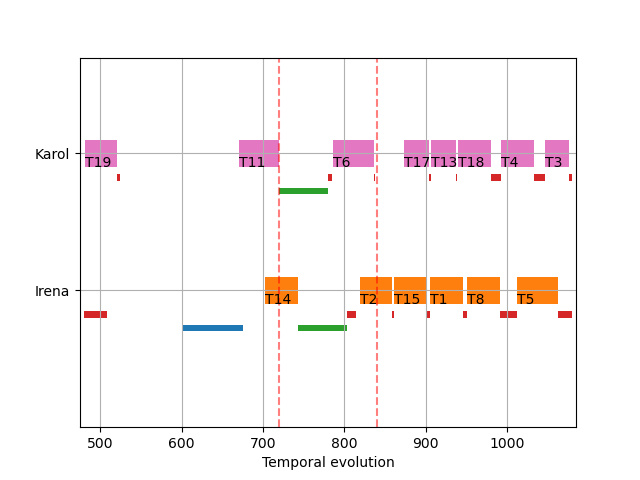 Karol
T19 T11 T6 T17 T13 T18 T4 T3
Irena
T14 T2 T15 T1 T8 T5
500 600 700 800 900 1000
Temporal evolution